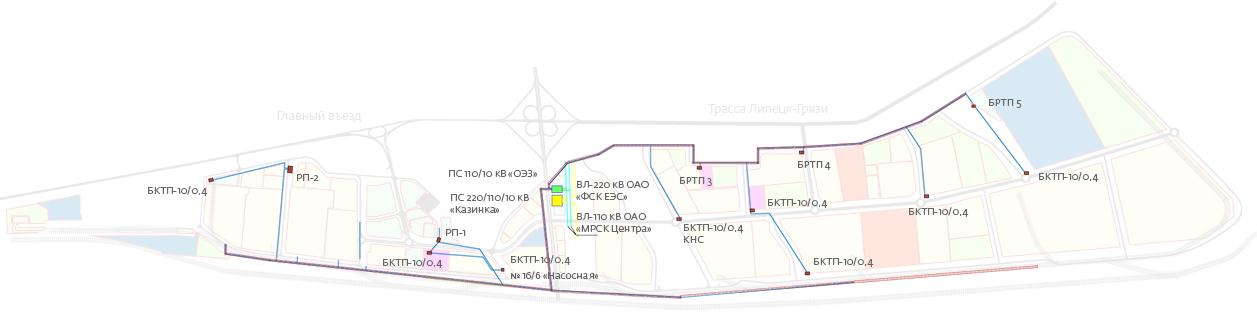 Главный въезд
Трасса Липецк-Грязи
БРТП 5
ПС 110/10 кВ «ОЭЗ»
БРТП 4
БКТП-10/0,4
РП-2
ВЛ-220 кВ ОАО
«ФСК ЕЭС»
БРТП 3
БКТП-10/0,4
БКТП-10/0,4
ПС 220/110/10 кВ
«Казинка»
БКТП-10/0,4
ВЛ-110 кВ ОАО
«МРСК Центра»
БКТП-10/0,4
КНС
РП-1
БКТП-10/0,4
БКТП-10/0,4
№ 16/6 «Насосная»
БКТП-10/0,4